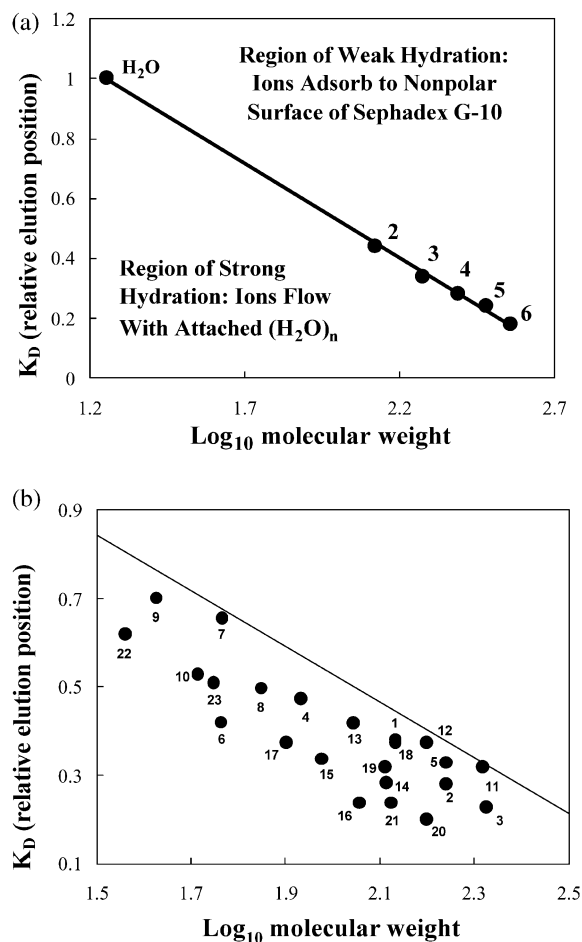 (a)
1.2
1
0.8
0.6
0.4
0.2
0
K_D (relative elution position)
H₂O
Region of Weak Hydration:
Ions Adsorb to Nonpolar
Surface of Sephadex G-10
2
3
4
5
6
Region of Strong
Hydration: Ions Flow
With Attached (H₂O)ₙ
1.2 1.7 2.2 2.7
Log₁₀ molecular weight
(b)
0.9
0.7
0.5
0.3
0.1
K_D (relative elution position)
9
22
7
10
23
8
4
6
17
13
15
1
18
12
19
5
14
2
11
16
21
20
3
1.5 1.7 1.9 2.1 2.3 2.5
Log₁₀ molecular weight